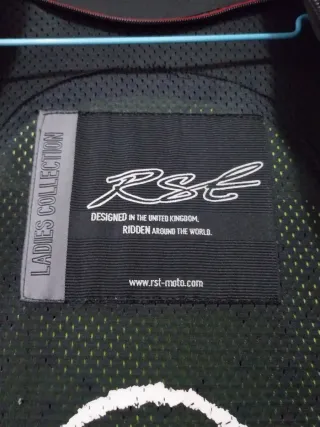 LADIES COLLECTION
RSt
DESIGNED IN THE UNITED KINGDOM.
RIDDEN AROUND THE WORLD.
www.rst-moto.com